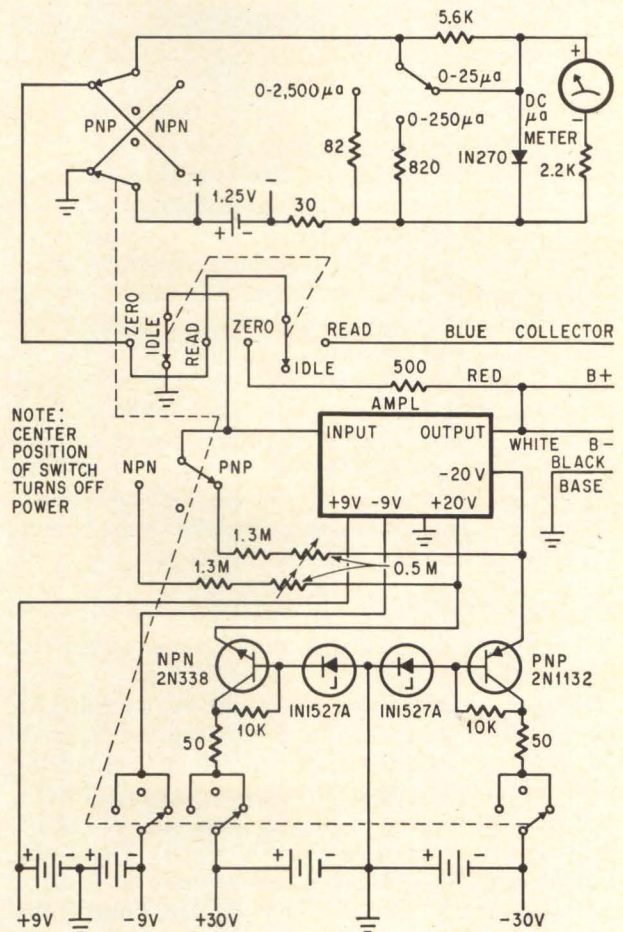 5.6K
0-25µa
+
0-2,500µa
0-250µa
DC
µa
METER
-
PNP
NPN
82
820
IN270
2.2K
+
-
1.25V
+
-
30
ZERO
IDLE
READ
ZERO
READ
IDLE
BLUE COLLECTOR
500
RED
B+
AMPL
INPUT
OUTPUT
WHITE
B-
-20V
BLACK
BASE
+9V
-9V
+20V
NOTE:
CENTER
POSITION
OF SWITCH
TURNS OFF
POWER
NPN
PNP
1.3M
1.3M
0.5M
NPN
2N338
IN1527A
IN1527A
PNP
2N1132
10K
10K
50
50
+
-
+
-
+
-
+
-
+9V
-9V
+30V
-30V